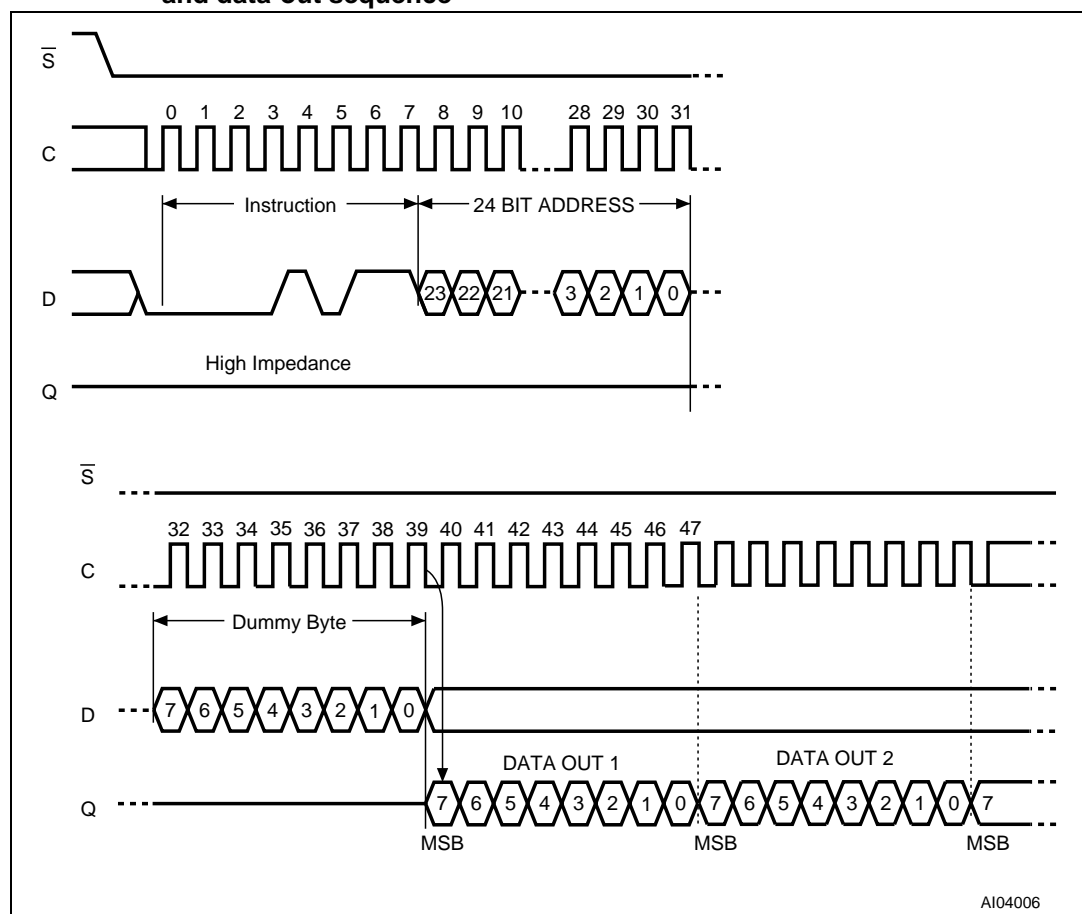 and data-out sequence
S
0 1 2 3 4 5 6 7 8 9 10 28 29 30 31
C
Instruction 24 BIT ADDRESS
D 23 22 21 3 2 1 0
High Impedance
Q
S
32 33 34 35 36 37 38 39 40 41 42 43 44 45 46 47
C
Dummy Byte
D 7 6 5 4 3 2 1 0
DATA OUT 1 DATA OUT 2
Q 7 6 5 4 3 2 1 0 7 6 5 4 3 2 1 0 7
MSB MSB MSB
AI04006